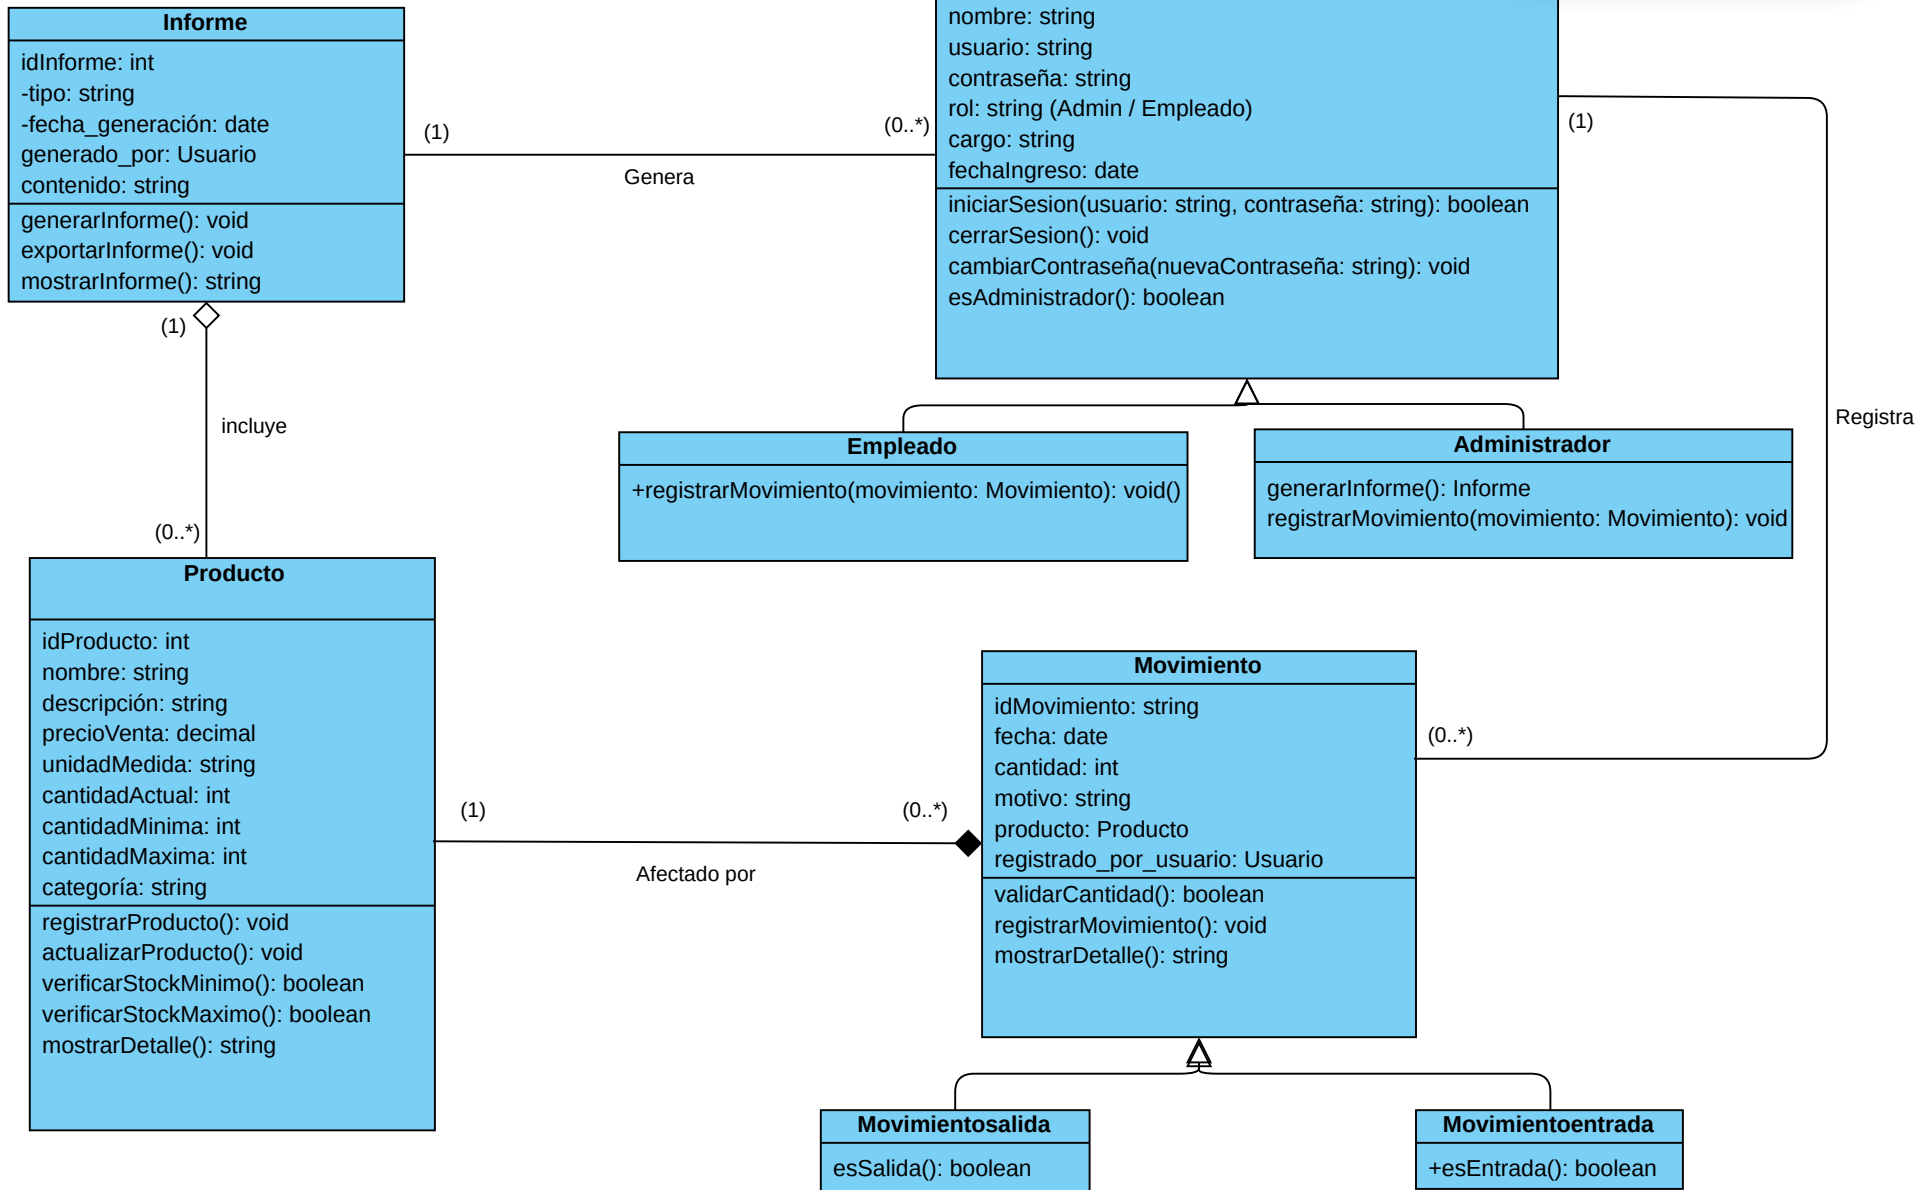 Informe
idInforme: int
-tipo: string
-fecha_generación: date
generado_por: Usuario
contenido: string
generarInforme(): void
exportarInforme(): void
mostrarInforme(): string
(1)
(0..*)
Genera
nombre: string
usuario: string
contraseña: string
rol: string (Admin / Empleado)
cargo: string
fechaIngreso: date
iniciarSesion(usuario: string, contraseña: string): boolean
cerrarSesion(): void
cambiarContraseña(nuevaContraseña: string): void
esAdministrador(): boolean
(1)
Registra
(0..*)
(1)
incluye
(0..*)
Empleado
+registrarMovimiento(movimiento: Movimiento): void()
Administrador
generarInforme(): Informe
registrarMovimiento(movimiento: Movimiento): void
Producto
idProducto: int
nombre: string
descripción: string
precioVenta: decimal
unidadMedida: string
cantidadActual: int
cantidadMinima: int
cantidadMaxima: int
categoría: string
registrarProducto(): void
actualizarProducto(): void
verificarStockMinimo(): boolean
verificarStockMaximo(): boolean
mostrarDetalle(): string
(1)
(0..*)
Afectado por
Movimiento
idMovimiento: string
fecha: date
cantidad: int
motivo: string
producto: Producto
registrado_por_usuario: Usuario
validarCantidad(): boolean
registrarMovimiento(): void
mostrarDetalle(): string
Movimientosalida
esSalida(): boolean
Movimientoentrada
+esEntrada(): boolean